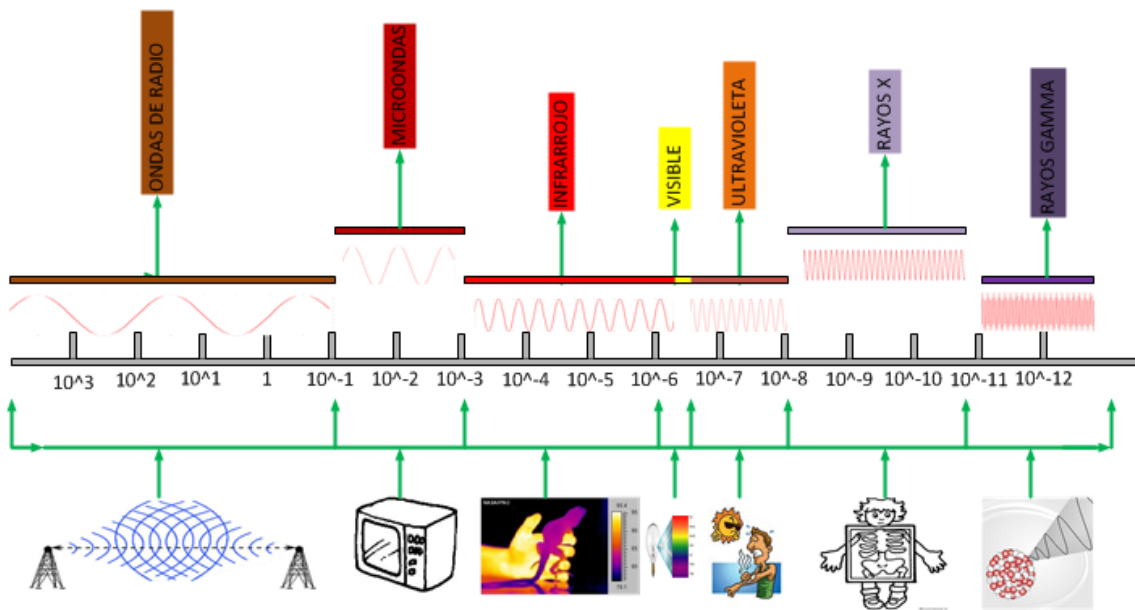 ONDAS DE RADIO
MICROONDAS
INFRARROJO
VISIBLE
ULTRAVIOLETA
RAYOS X
RAYOS GAMMA
10^3
10^2
10^1
1
10^-1
10^-2
10^-3
10^-4
10^-5
10^-6
10^-7
10^-8
10^-9
10^-10
10^-11
10^-12